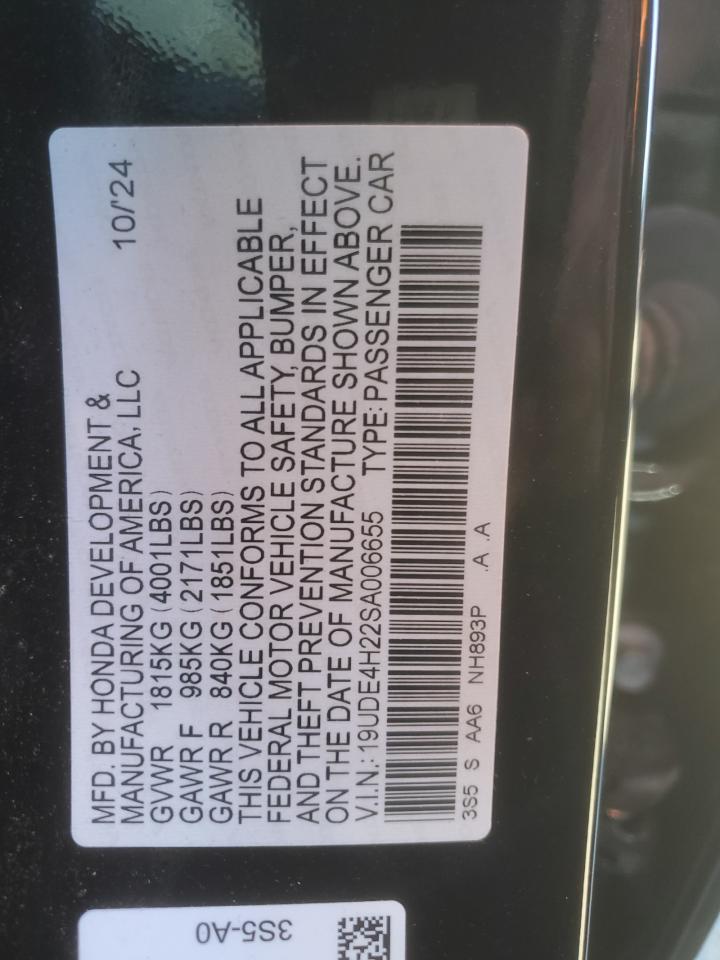 MFD. BY HONDA DEVELOPMENT &
MANUFACTURING OF AMERICA, LLC 10/'24
GVWR 1815KG (4001LBS)
GAWR F 985KG (2171LBS)
GAWR R 840KG (1851LBS)
THIS VEHICLE CONFORMS TO ALL APPLICABLE
FEDERAL MOTOR VEHICLE SAFETY, BUMPER,
AND THEFT PREVENTION STANDARDS IN EFFECT
ON THE DATE OF MANUFACTURE SHOWN ABOVE.
V.I.N.:19UDE4H22SA006655 TYPE:PASSENGER CAR
3S5 S AA6 NH893P .A .A
3S5-A0